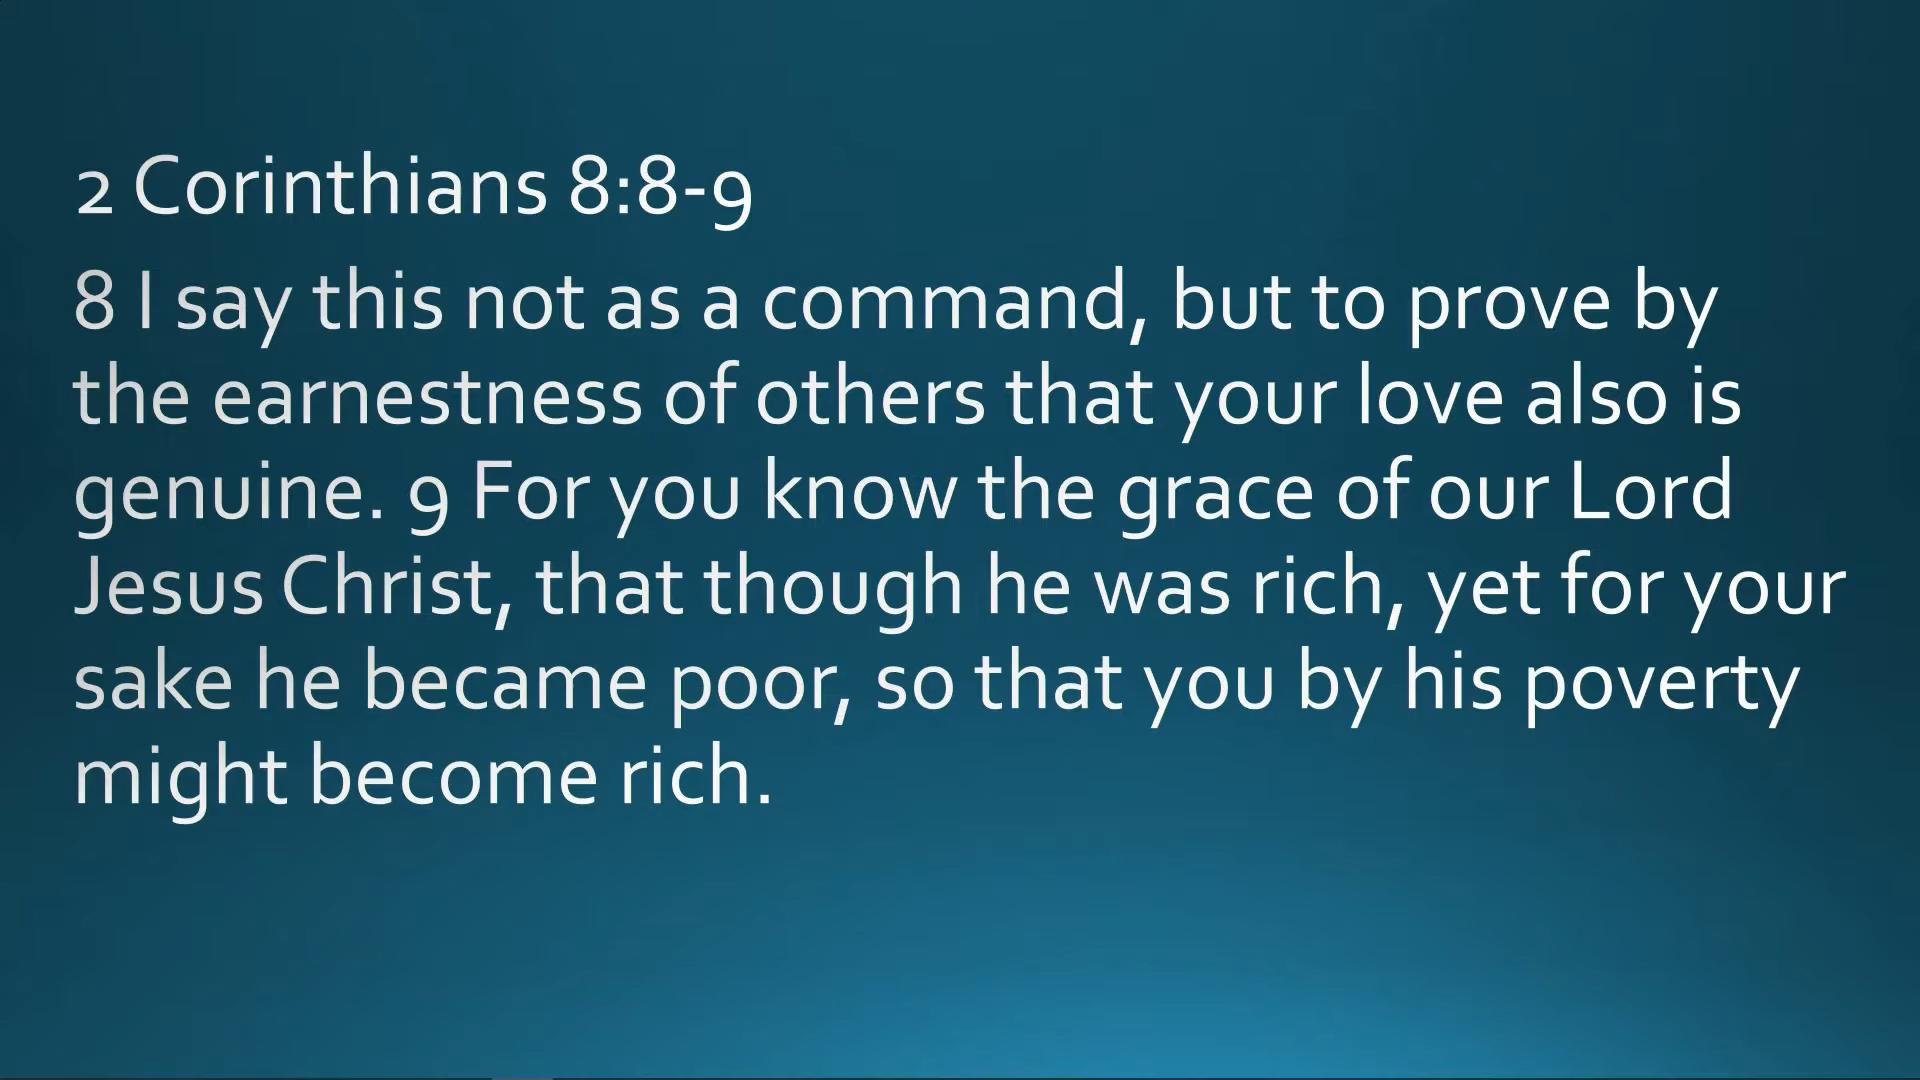 2 Corinthians 8:8-9
8 I say this not as a command, but to prove by
the earnestness of others that your love also is
genuine. 9 For you know the grace of our Lord
Jesus Christ, that though he was rich, yet for your
sake he became poor, so that you by his poverty
might become rich.